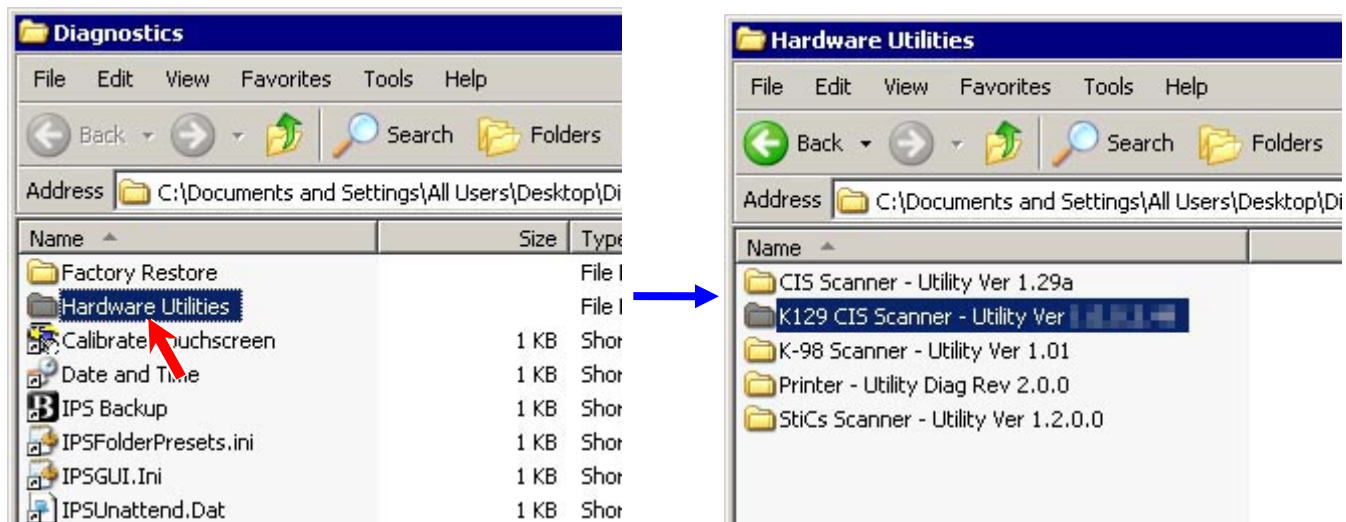 Diagnostics
File Edit View Favorites Tools Help
Back Search Folders
Address C:\Documents and Settings\All Users\Desktop\Di
Name Size Type
Factory Restore File
Hardware Utilities File
Calibrate 1 KB Shor
Date and Time 1 KB Shor
IPS Backup 1 KB Shor
IPSFolderPresets.ini 1 KB Shor
IPSGUI.Ini 1 KB Shor
IPSUnattend.Dat 1 KB Shor
Hardware Utilities
File Edit View Favorites Tools Help
Back Search Folders
Address C:\Documents and Settings\All Users\Desktop\Di
Name
CIS Scanner - Utility Ver 1.29a
K129 CIS Scanner - Utility Ver
K-98 Scanner - Utility Ver 1.01
Printer - Utility Diag Rev 2.0.0
StiCs Scanner - Utility Ver 1.2.0.0